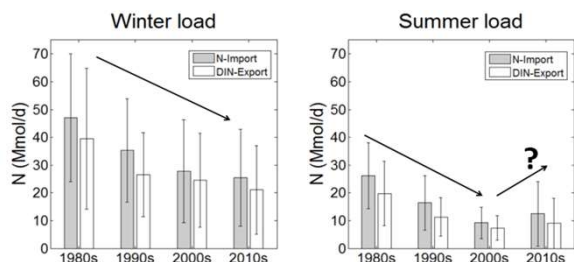 Winter load
N (Mmol/d)
70
60
50
40
30
20
10
0
N-Import
DIN-Export
1980s 1990s 2000s 2010s
Summer load
N (Mmol/d)
70
60
50
40
30
20
10
0
N-Import
DIN-Export
?
1980s 1990s 2000s 2010s